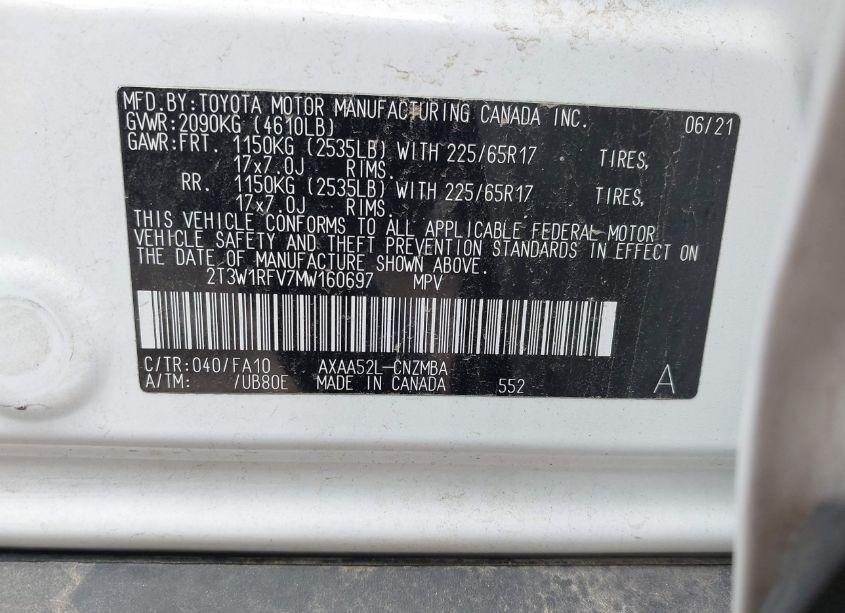 MFD.BY:TOYOTA MOTOR MANUFACTURING CANADA INC. 06/21
GVWR:2090KG (4610LB)
GAWR:FRT. 1150KG (2535LB) WITH 225/65R17 TIRES,
17x7.0J RIMS.
RR. 1150KG (2535LB) WITH 225/65R17 TIRES,
17x7.0J RIMS.
THIS VEHICLE CONFORMS TO ALL APPLICABLE FEDERAL MOTOR
VEHICLE SAFETY AND THEFT PREVENTION STANDARDS IN EFFECT ON
THE DATE OF MANUFACTURE SHOWN ABOVE.
2T3W1RFV7MW160697 MPV
C/TR:040/FA10 AXAA52L-CNZMBA
A/TM: /UB80E MADE IN CANADA 552 A